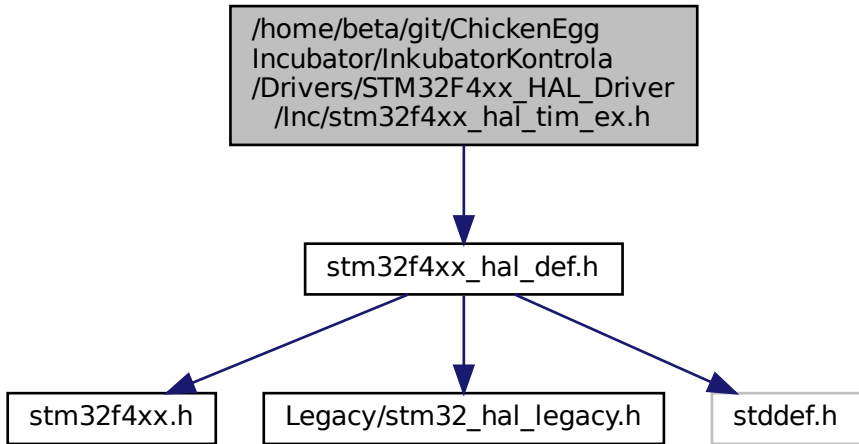 /home/beta/git/ChickenEgg
Incubator/InkubatorKontrola
/Drivers/STM32F4xx_HAL_Driver
/Inc/stm32f4xx_hal_tim_ex.h
stm32f4xx_hal_def.h
stm32f4xx.h
Legacy/stm32_hal_legacy.h
stddef.h